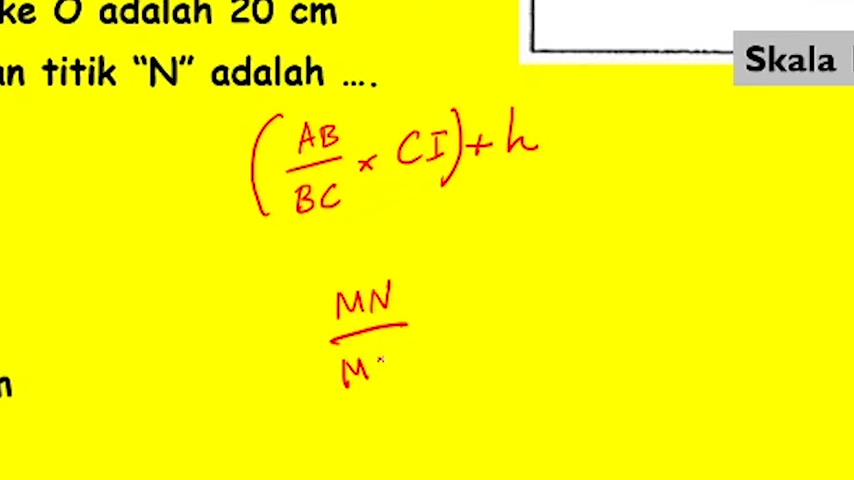 ke O adalah 20 cm
an titik “N” adalah ....
Skala
(AB/BC × CI) + h
MN
M
n